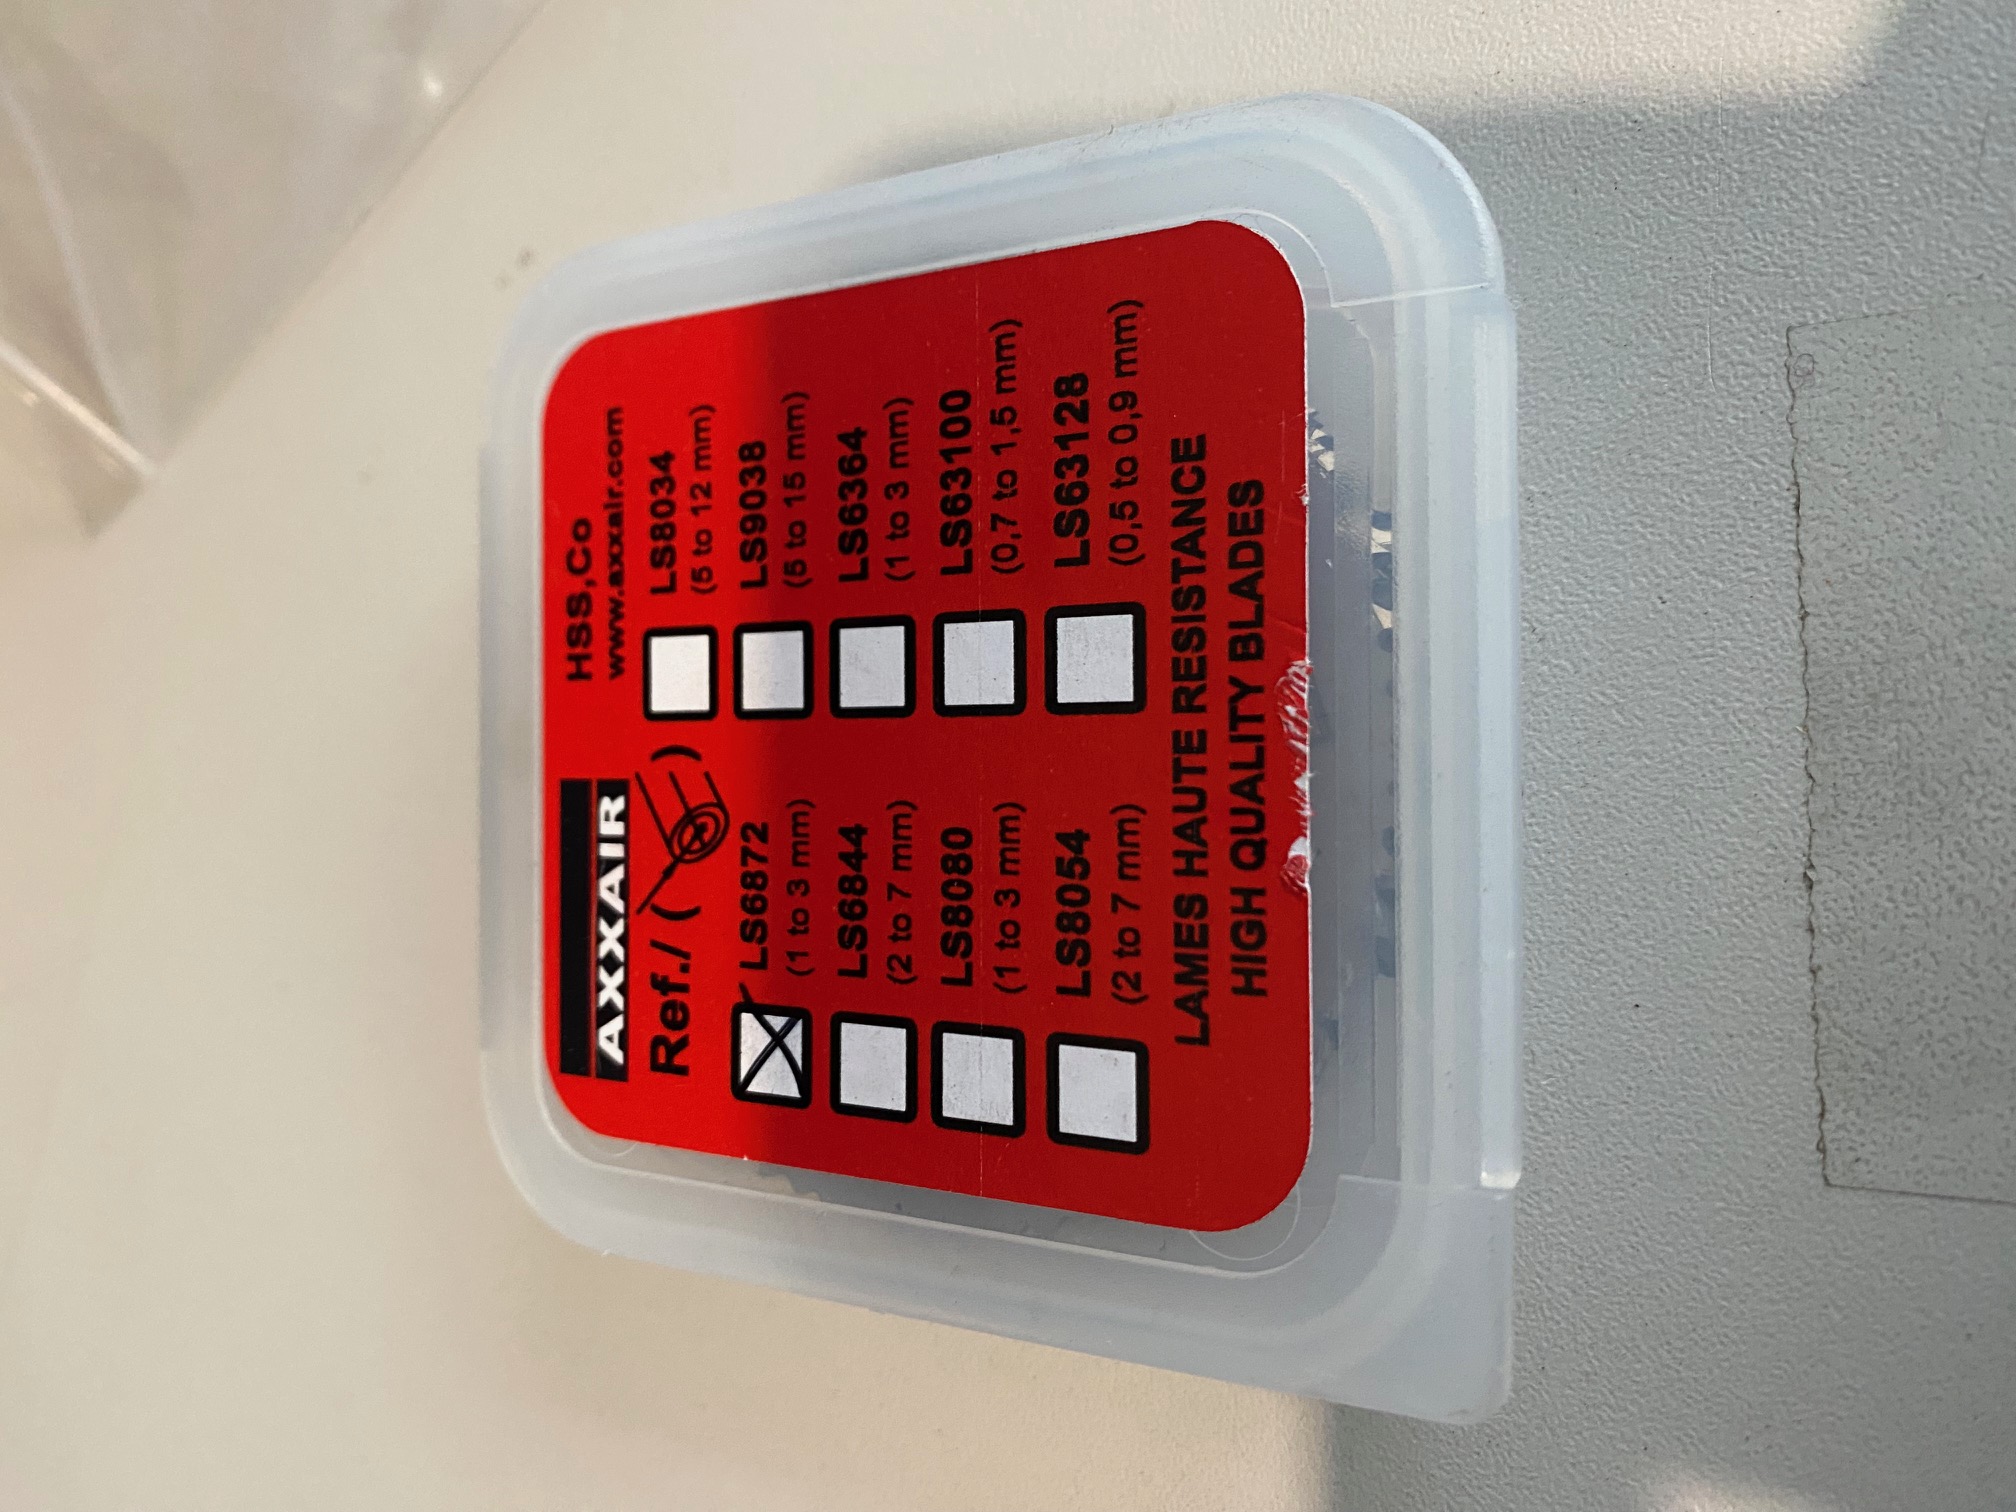 AXXAIR
HSS,Co
www.axxair.com
Ref./ ( )
LS8034
(5 to 12 mm)
LS6872
(1 to 3 mm)
LS9038
(5 to 15 mm)
LS6844
(2 to 7 mm)
LS6364
(1 to 3 mm)
LS8080
(1 to 3 mm)
LS63100
(0,7 to 1,5 mm)
LS8054
(2 to 7 mm)
LS63128
(0,5 to 0,9 mm)
LAMES HAUTE RESISTANCE
HIGH QUALITY BLADES